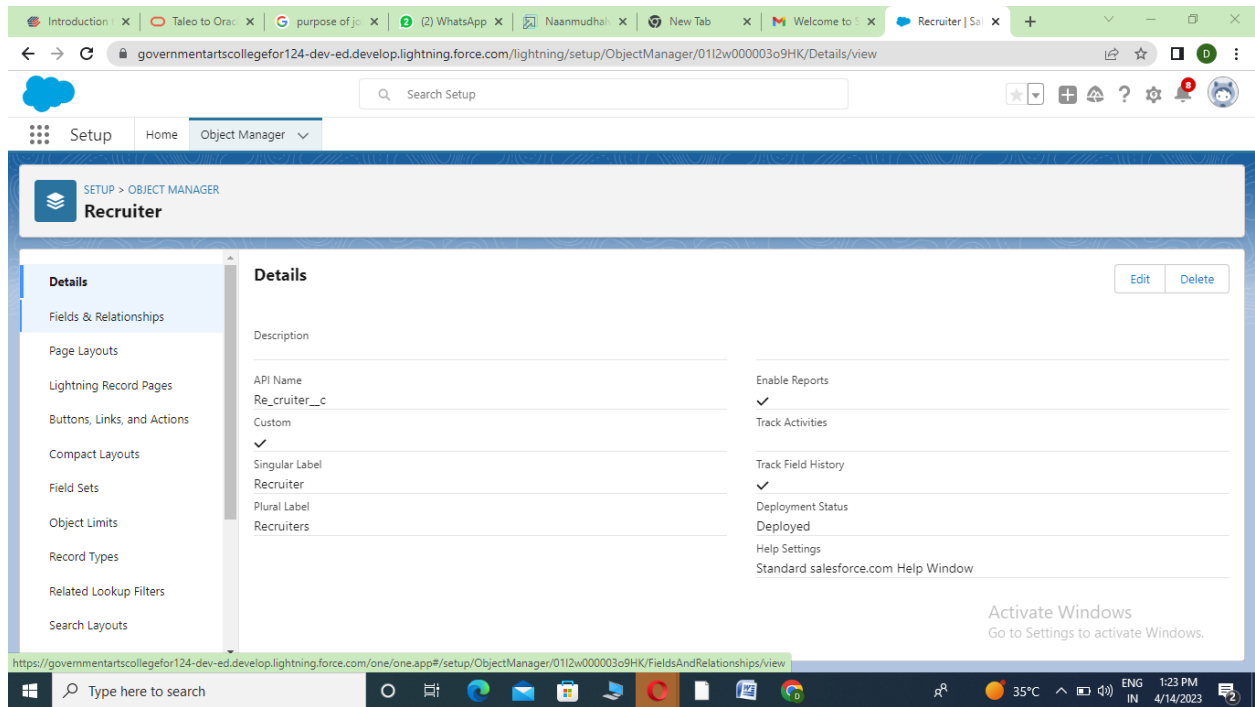 Introduction t
Taleo to Orac
purpose of jo
(2) WhatsApp
Naanmudhal
New Tab
Welcome to S
Recruiter | Sal
governmentartscollegefor124-dev-ed.develop.lightning.force.com/lightning/setup/ObjectManager/01I2w000003o9HK/Details/view
D
Search Setup
8
Setup
Home
Object Manager
SETUP > OBJECT MANAGER
Recruiter
Details
Fields & Relationships
Page Layouts
Lightning Record Pages
Buttons, Links, and Actions
Compact Layouts
Field Sets
Object Limits
Record Types
Related Lookup Filters
Search Layouts
Details
Edit
Delete
Description
API Name
Re_cruiter__c
Custom
Singular Label
Recruiter
Plural Label
Recruiters
Enable Reports
Track Activities
Track Field History
Deployment Status
Deployed
Help Settings
Standard salesforce.com Help Window
Activate Windows
Go to Settings to activate Windows.
https://governmentartscollegefor124-dev-ed.develop.lightning.force.com/one/one.app#/setup/ObjectManager/01I2w000003o9HK/FieldsAndRelationships/view
Type here to search
35°C
ENG
IN
1:23 PM
4/14/2023
2